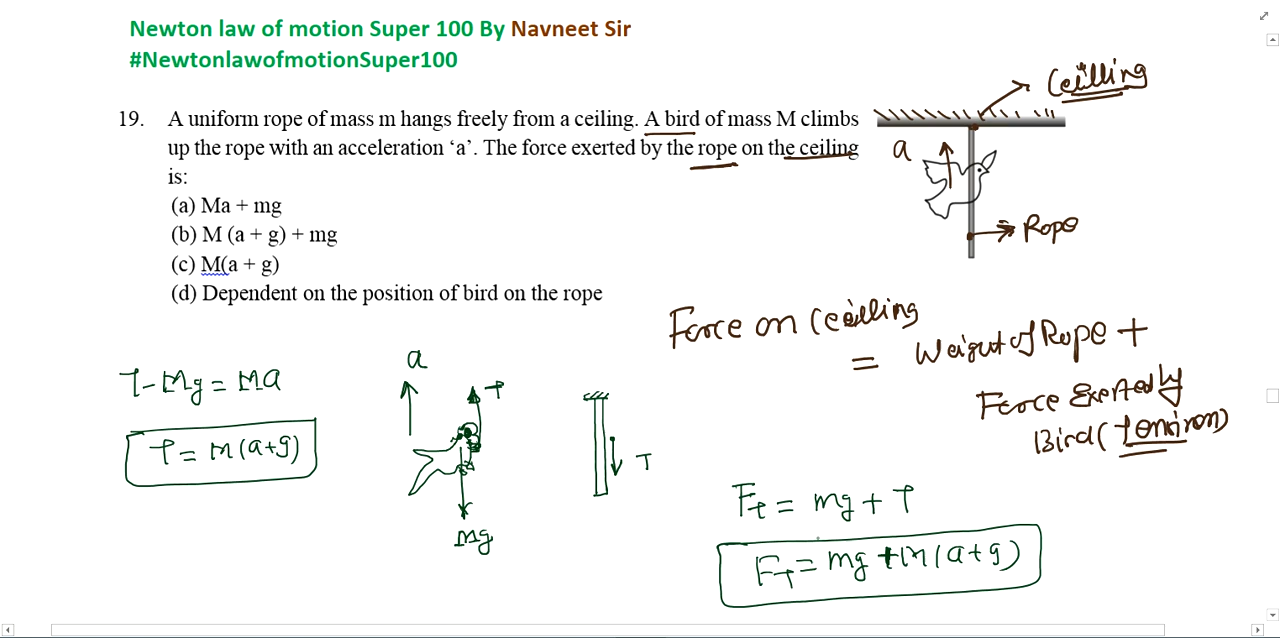 Newton law of motion Super 100 By Navneet Sir
#NewtonlawofmotionSuper100
19. A uniform rope of mass m hangs freely from a ceiling. A bird of mass M climbs
up the rope with an acceleration ‘a’. The force exerted by the rope on the ceiling
is:
(a) Ma + mg
(b) M (a + g) + mg
(c) M(a + g)
(d) Dependent on the position of bird on the rope
Ceilling
a
Rope
Force on Ceilling
= Weight of Rope +
Force Exerted by
Bird (Tension)
T-Mg = Ma
T = M(a+g)
a
T
Mg
T
Ft = mg + T
FT = mg + M(a+g)